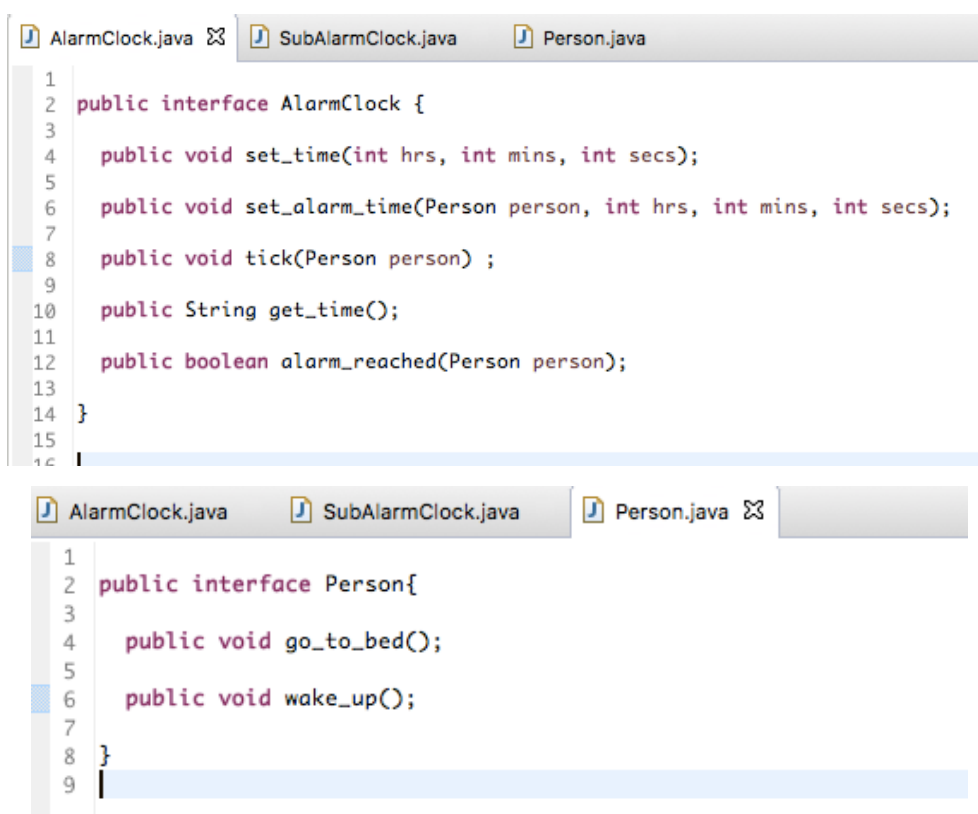 AlarmClock.java SubAlarmClock.java Person.java
1
2 public interface AlarmClock {
3
4 public void set_time(int hrs, int mins, int secs);
5
6 public void set_alarm_time(Person person, int hrs, int mins, int secs);
7
8 public void tick(Person person) ;
9
10 public String get_time();
11
12 public boolean alarm_reached(Person person);
13
14 }
15
16
AlarmClock.java SubAlarmClock.java Person.java
1
2 public interface Person{
3
4 public void go_to_bed();
5
6 public void wake_up();
7
8 }
9